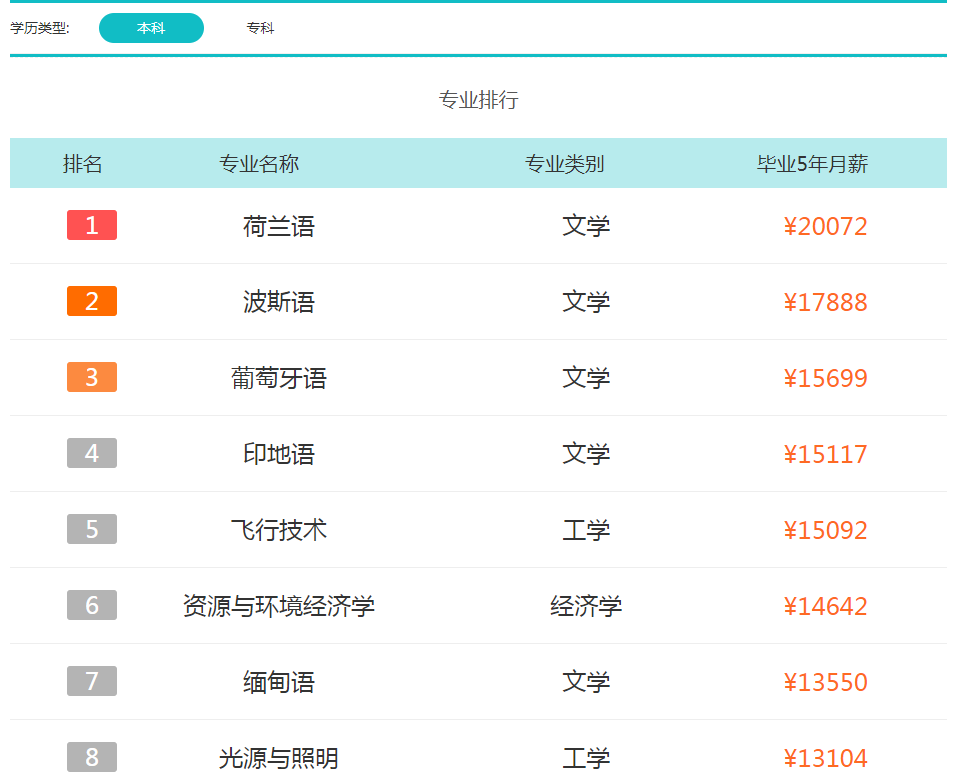 学历类型: 本科 专科
专业排行
排名 专业名称 专业类别 毕业5年月薪
1 荷兰语 文学 ¥20072
2 波斯语 文学 ¥17888
3 葡萄牙语 文学 ¥15699
4 印地语 文学 ¥15117
5 飞行技术 工学 ¥15092
6 资源与环境经济学 经济学 ¥14642
7 缅甸语 文学 ¥13550
8 光源与照明 工学 ¥13104